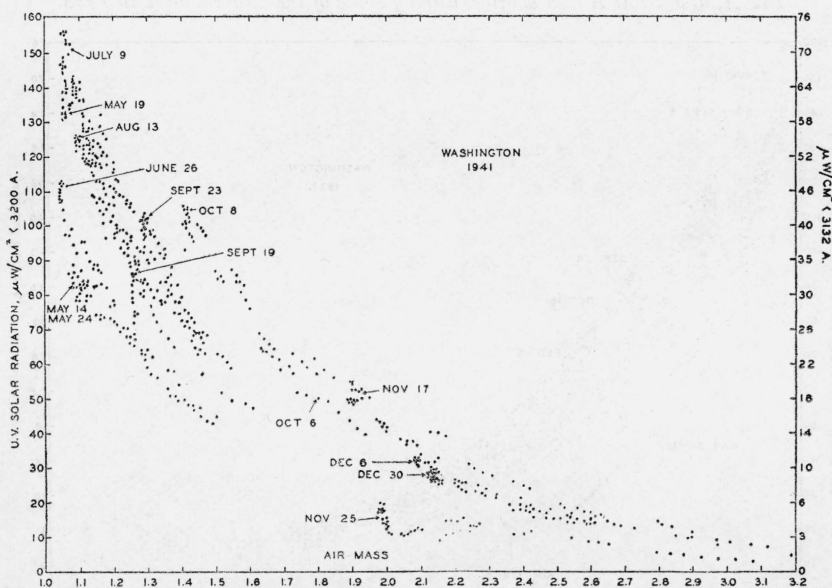 160
150
140
130
120
110
100
90
80
70
60
50
40
30
20
10
0
U.V. SOLAR RADIATION, μW/CM² < 3200 A.
76
70
64
58
52
46
40
33
28
22
18
14
10
6
3
0
μW/CM² < 3132 A.
WASHINGTON
1941
JULY 9
MAY 19
AUG 13
JUNE 26
SEPT 23
OCT 8
SEPT 19
MAY 14
MAY 24
NOV 17
OCT 6
DEC 6
DEC 30
NOV 25
AIR MASS
1.0 1.1 1.2 1.3 1.4 1.5 1.6 1.7 1.8 1.9 2.0 2.1 2.2 2.3 2.4 2.5 2.6 2.7 2.8 2.9 3.0 3.1 3.2